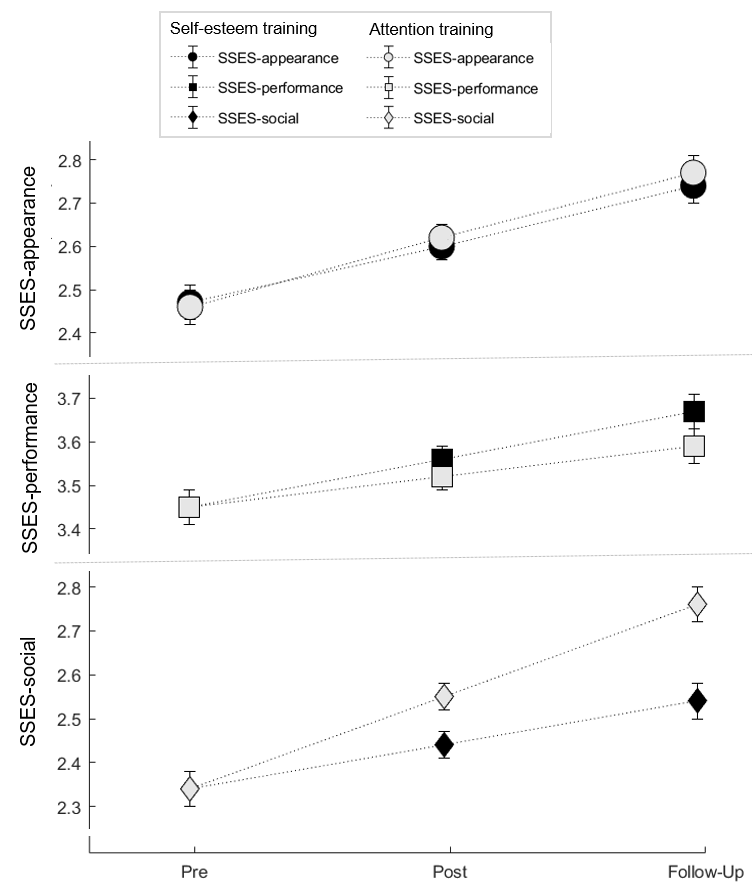 Self-esteem training Attention training
SSES-appearance SSES-appearance
SSES-performance SSES-performance
SSES-social SSES-social
SSES-appearance
2.8
2.7
2.6
2.5
2.4
SSES-performance
3.7
3.6
3.5
3.4
SSES-social
2.8
2.7
2.6
2.5
2.4
2.3
Pre Post Follow-Up